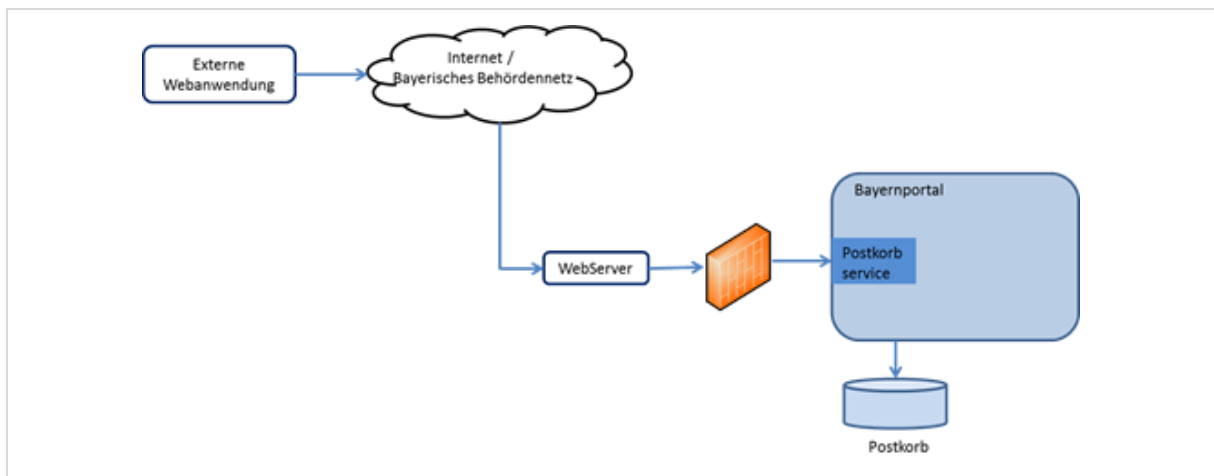 Externe
Webanwendung
Internet /
Bayerisches Behördennetz
Bayernportal
Postkorb
service
WebServer
Postkorb